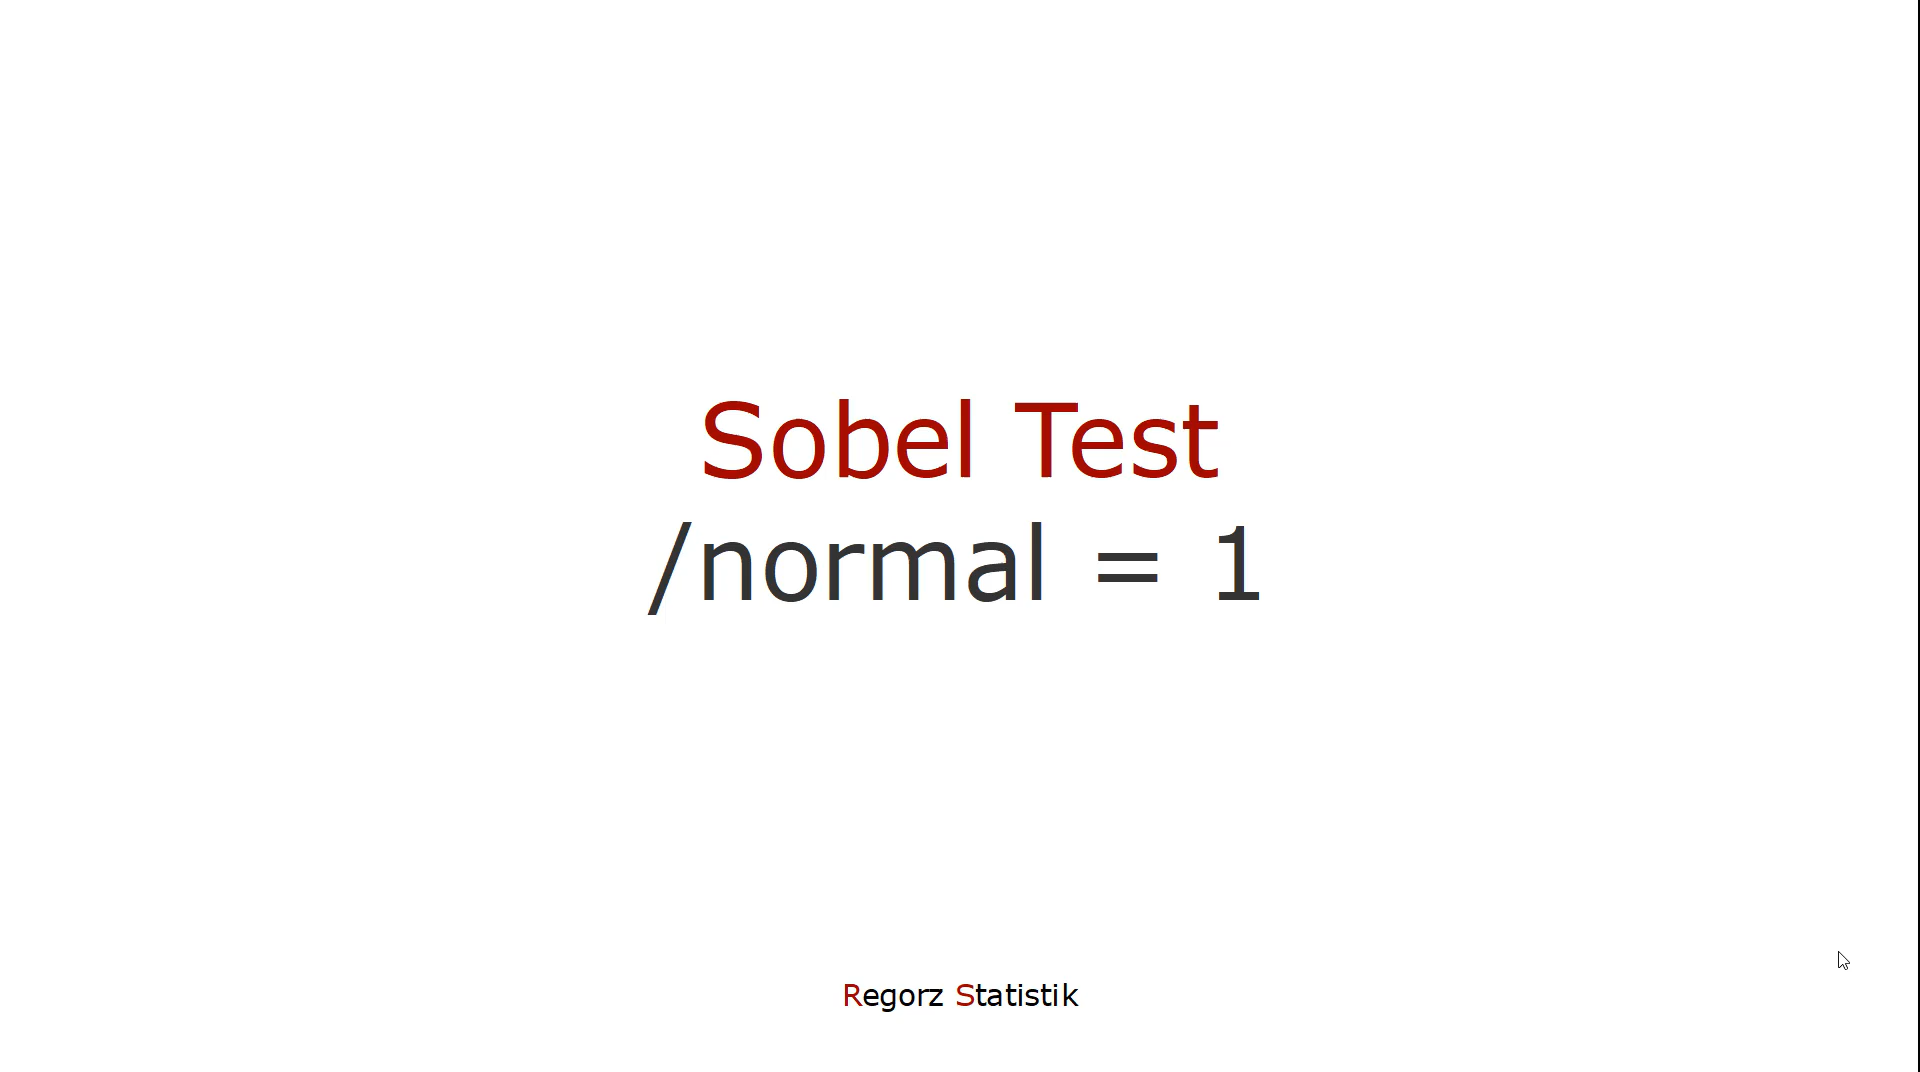 Sobel Test
/normal = 1
Regorz Statistik